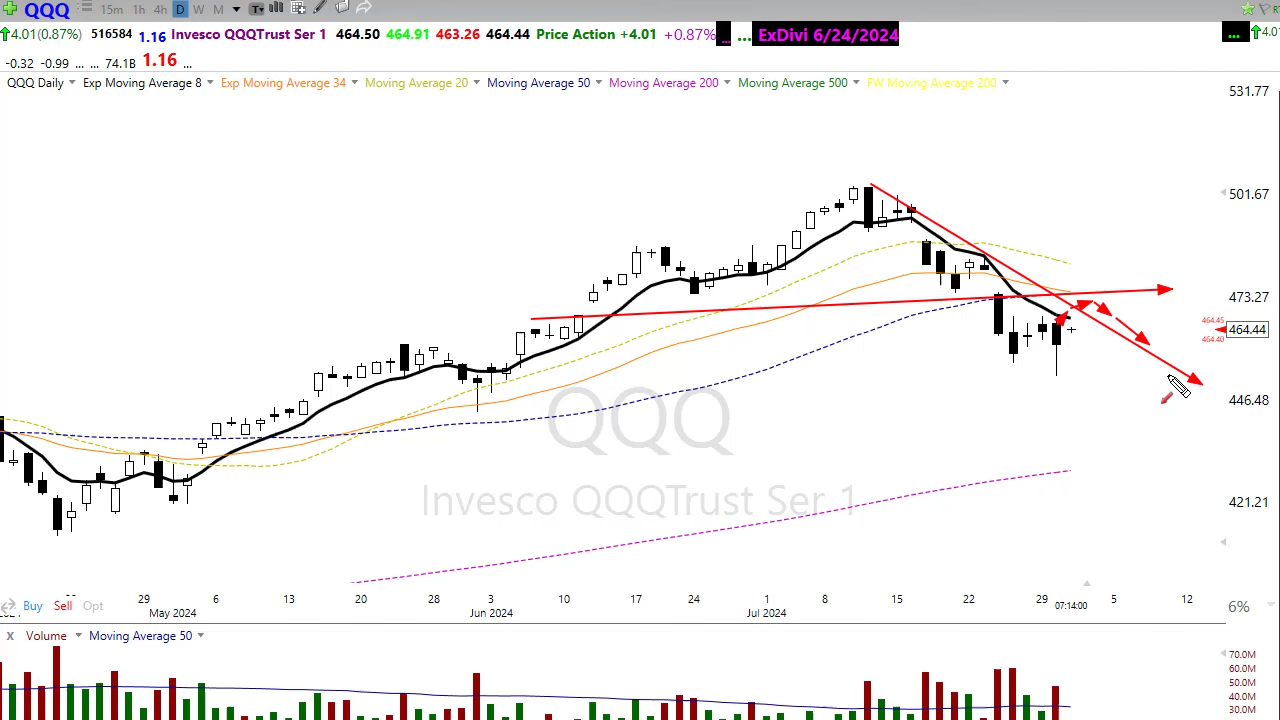 QQQ 15m 1h 4h D W M T
4.01(0.87%) 516584 1.16 Invesco QQQTrust Ser 1 464.50 464.91 463.26 464.44 Price Action +4.01 +0.87% ... ... ExDivi 6/24/2024 ... 4.0
-0.32 -0.99 ... ... 74.1B 1.16 ...
QQQ Daily Exp Moving Average 8 Exp Moving Average 34 Moving Average 20 Moving Average 50 Moving Average 200 Moving Average 500 FW Moving Average 200
531.77
501.67
473.27
464.45
464.44
464.40
446.48
QQQ
Invesco QQQTrust Ser 1
421.21
29 6 13 20 28 3 10 17 24 1 8 15 22 29 5 12
Buy Sell Opt
May 2024 Jun 2024 Jul 2024 07:14:00 6%
X Volume Moving Average 50
70.0M
60.0M
50.0M
40.0M
30.0M